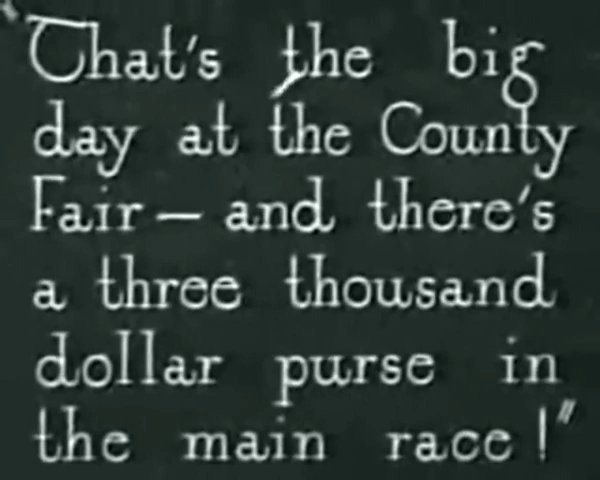 "That's the big
day at the County
Fair — and there's
a three thousand
dollar purse in
the main race!"